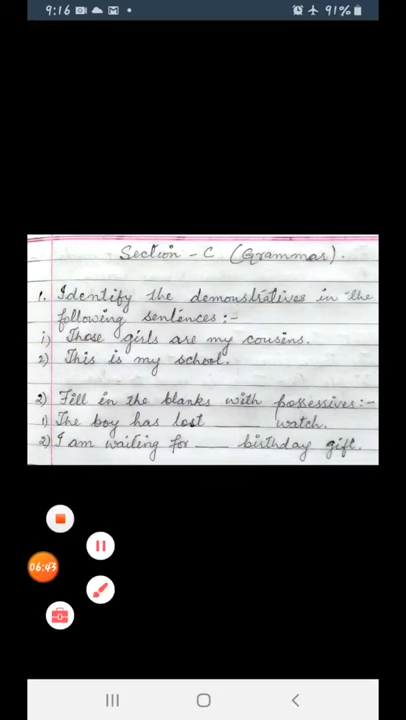 9:16
91%
Section - C (Grammar).
1. Identify the demonstratives in the
following sentences:-
i) Those girls are my cousens.
2) This is my school.
2) Fill in the blanks with possessives:-
1) The boy has lost ____ watch.
2) I am waiting for ____ birthday gift.
06:43